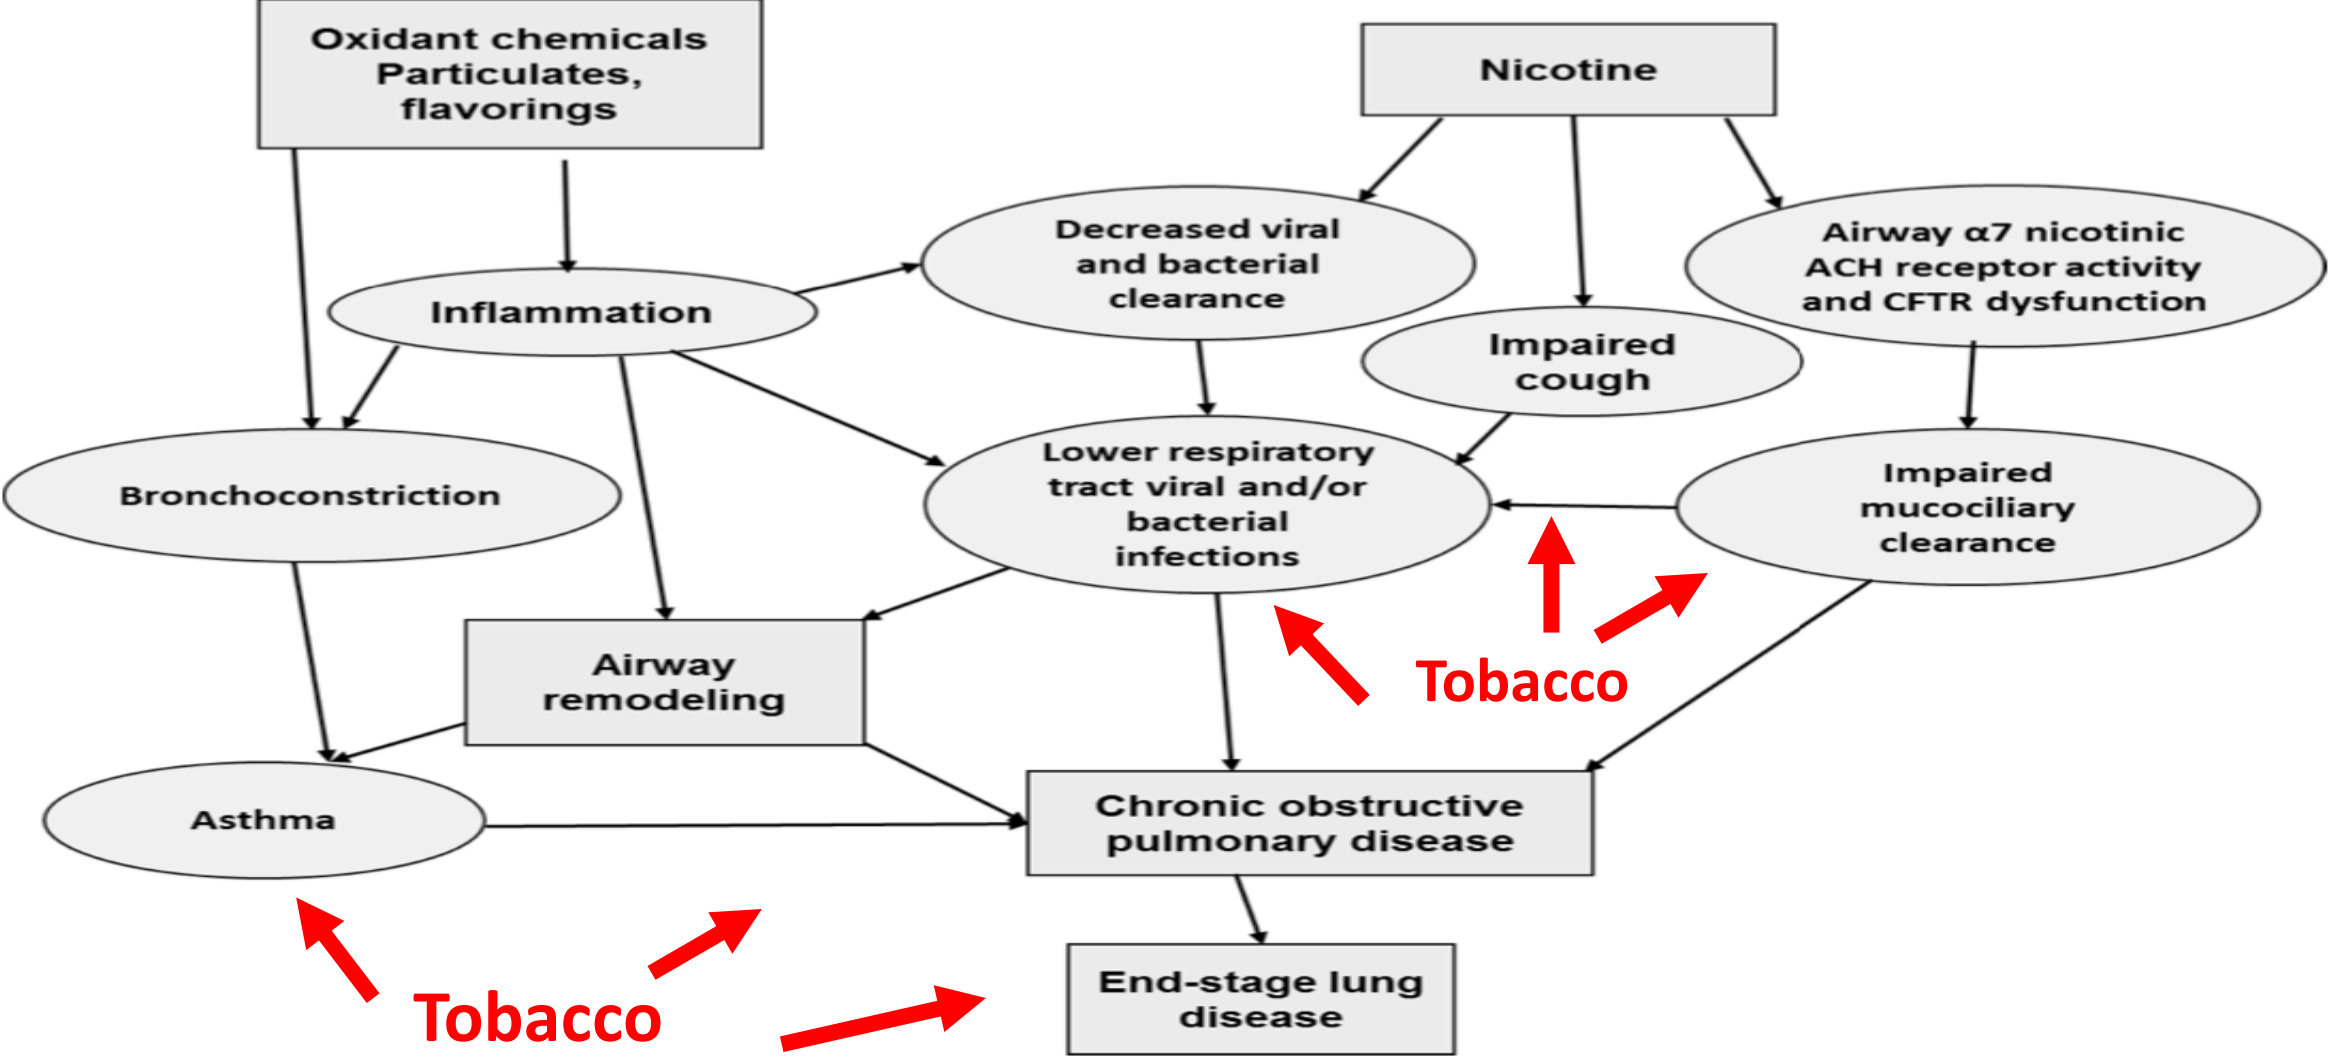 Oxidant chemicals
Particulates,
flavorings
Nicotine
Decreased viral
and bacterial
clearance
Airway α7 nicotinic
ACH receptor activity
and CFTR dysfunction
Inflammation
Impaired
cough
Bronchoconstriction
Lower respiratory
tract viral and/or
bacterial
infections
Impaired
mucociliary
clearance
Airway
remodeling
Tobacco
Asthma
Chronic obstructive
pulmonary disease
Tobacco
End-stage lung
disease